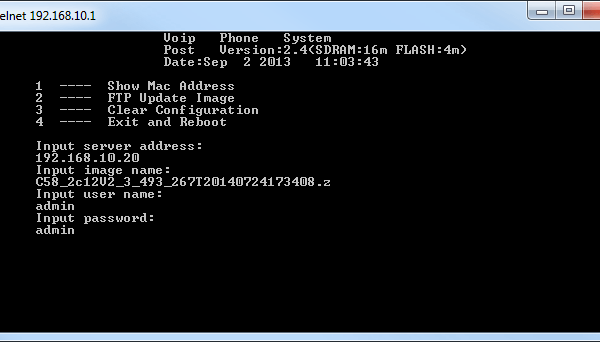 elnet 192.168.10.1
Voip Phone System
Post Version:2.4(SDRAM:16m FLASH:4m)
Date:Sep 2 2013 11:03:43
1 ---- Show Mac Address
2 ---- FTP Update Image
3 ---- Clear Configuration
4 ---- Exit and Reboot
Input server address:
192.168.10.20
Input image name:
C58_2c12V2_3_493_267T20140724173408.z
Input user name:
admin
Input password:
admin